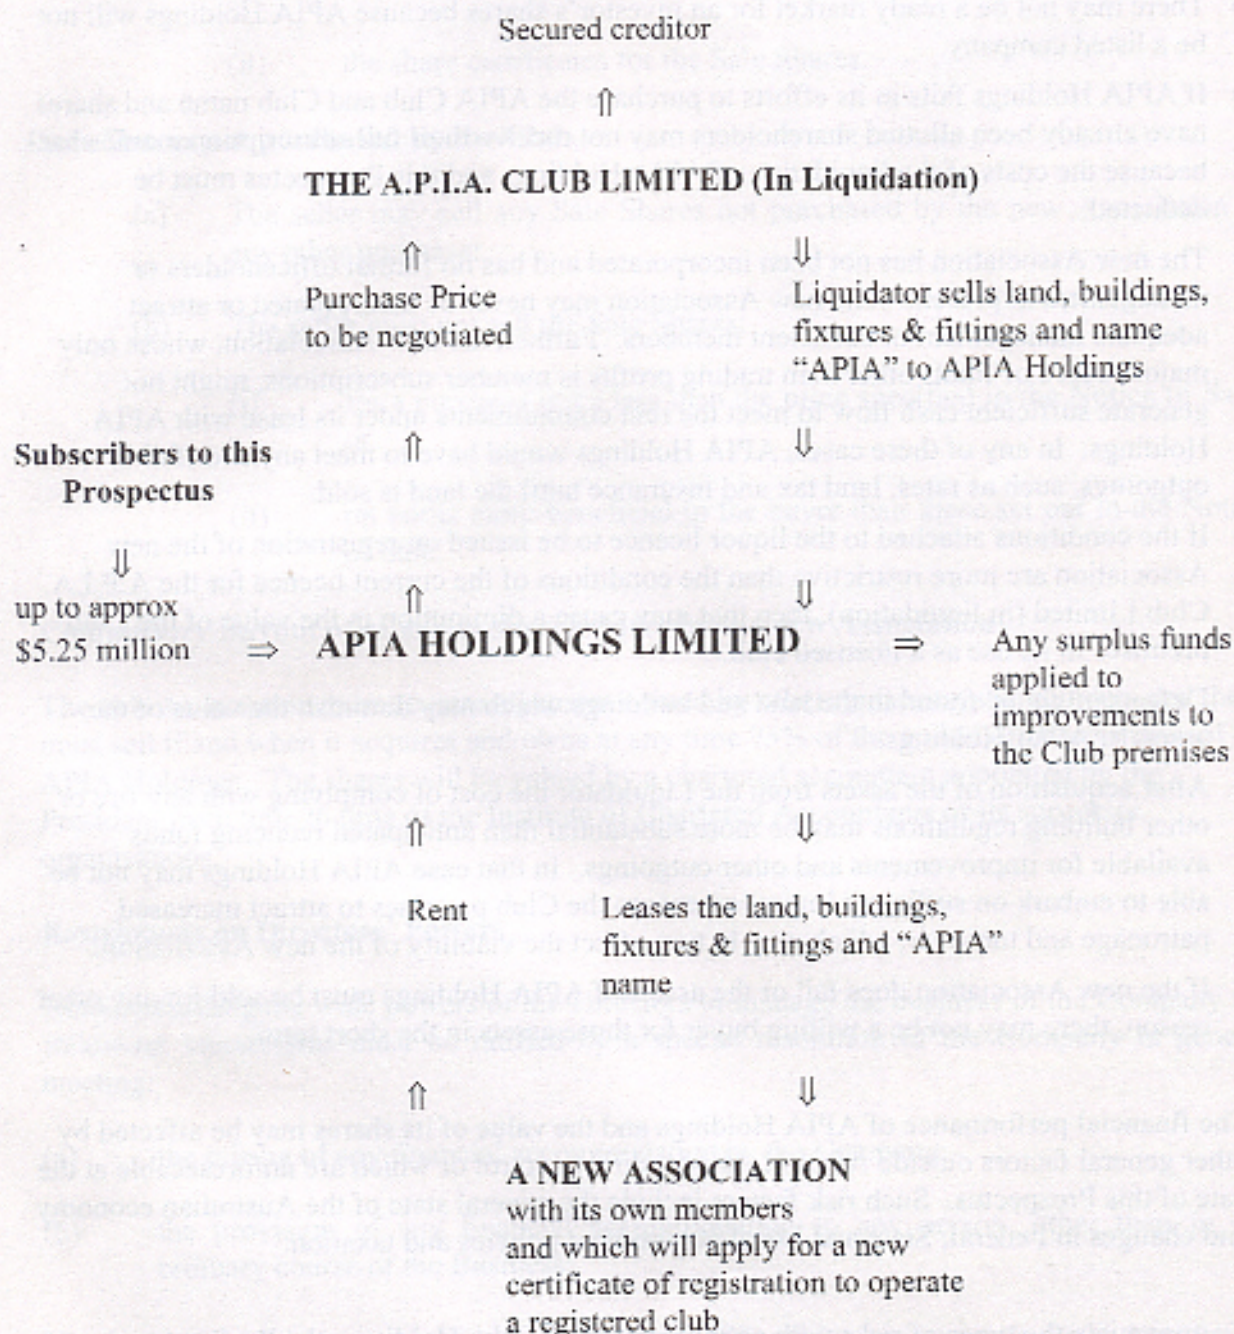 Secured creditor
⇑
THE A.P.I.A. CLUB LIMITED (In Liquidation)
⇑ ⇓
Purchase Price
to be negotiated
Liquidator sells land, buildings,
fixtures & fittings and name
“APIA” to APIA Holdings
⇑ ⇓
Subscribers to this
Prospectus
⇓
up to approx
$5.25 million
⇒
⇑ ⇓
APIA HOLDINGS LIMITED
⇒
Any surplus funds
applied to
improvements to
the Club premises
⇑ ⇓
Rent
Leases the land, buildings,
fixtures & fittings and “APIA”
name
⇑ ⇓
A NEW ASSOCIATION
with its own members
and which will apply for a new
certificate of registration to operate
a registered club